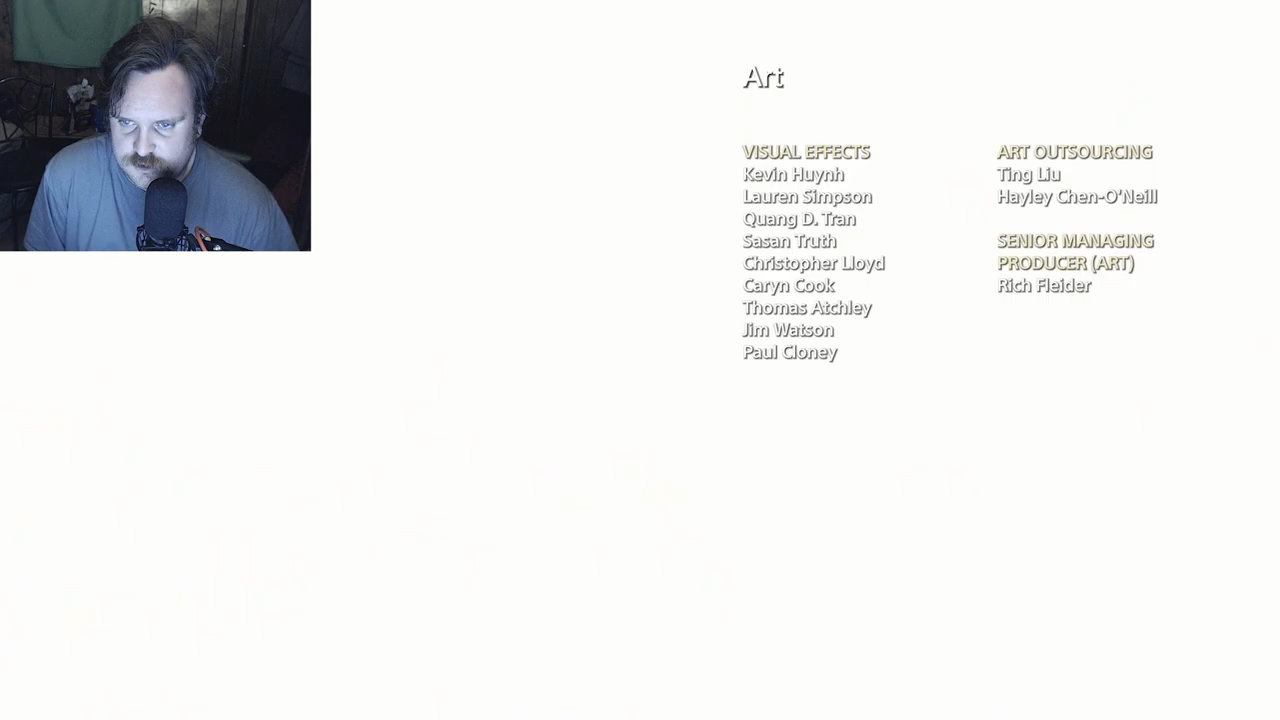 Art
VISUAL EFFECTS
Kevin Huynh
Lauren Simpson
Quang D. Tran
Sasan Truth
Christopher Lloyd
Caryn Cook
Thomas Atchley
Jim Watson
Paul Cloney
ART OUTSOURCING
Ting Liu
Hayley Chen-O'Neill
SENIOR MANAGING
PRODUCER (ART)
Rich Fleider